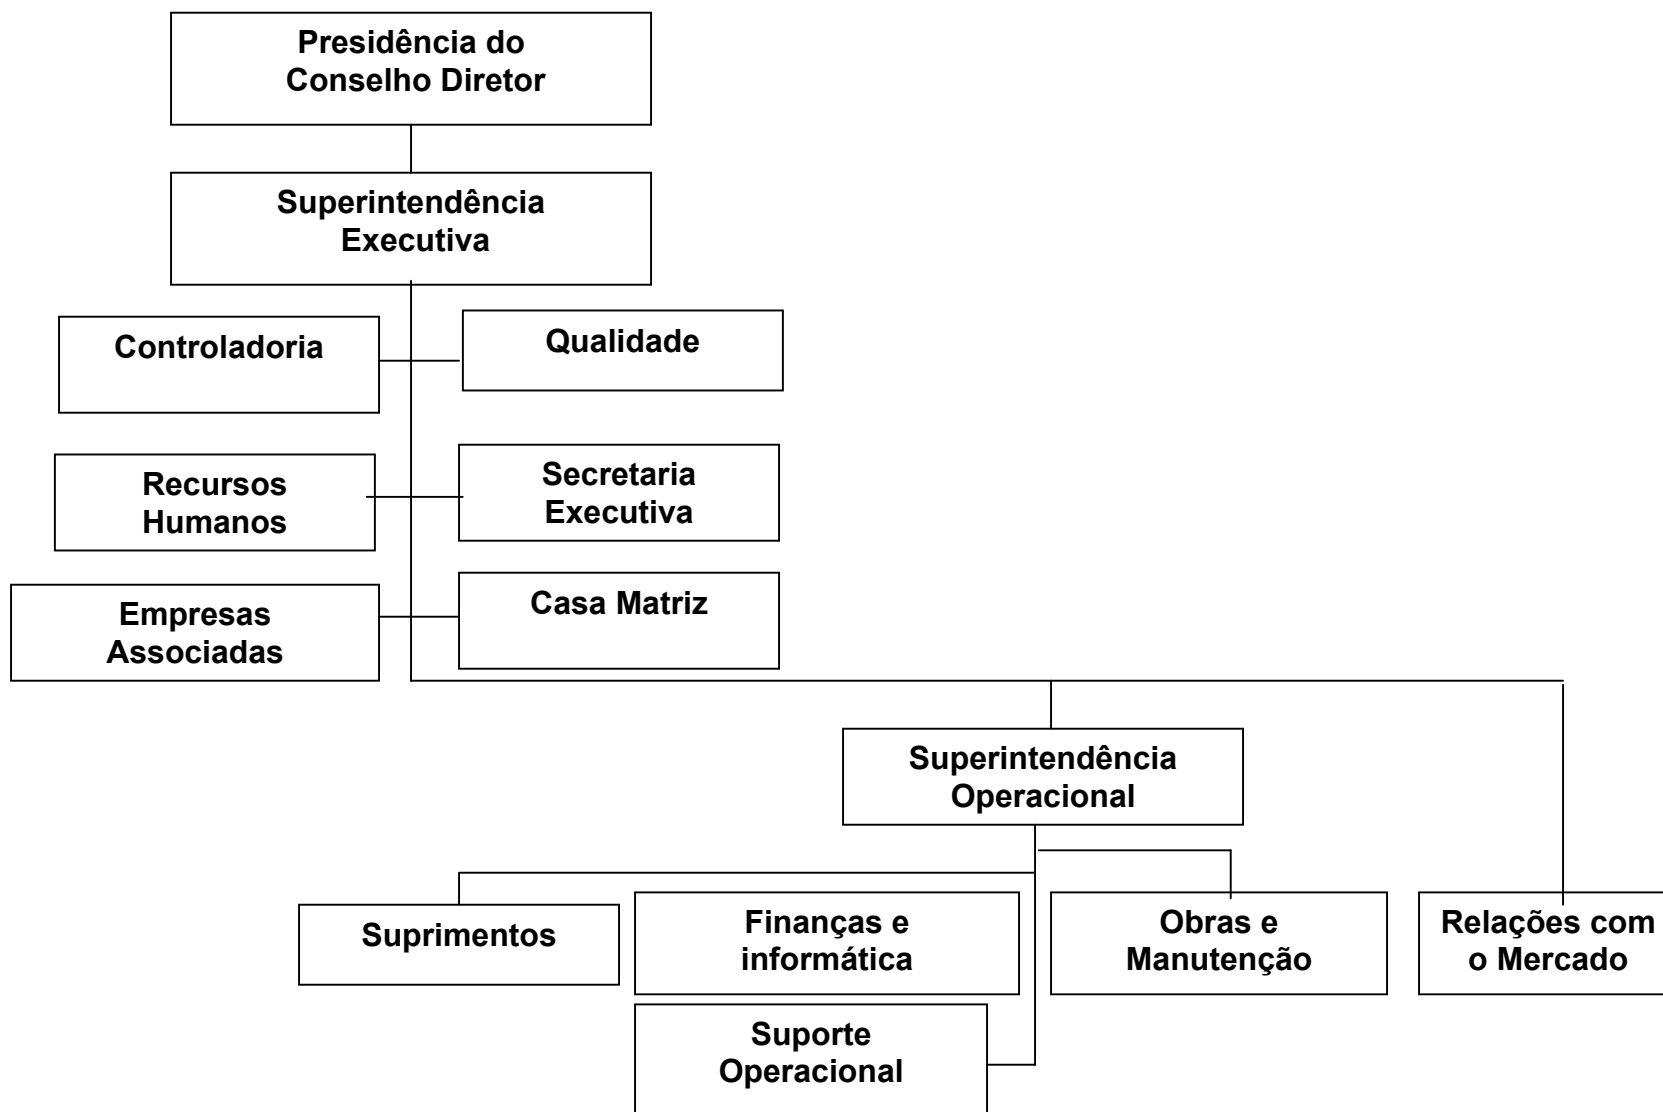 Presidência do
Conselho Diretor
Superintendência
Executiva
Controladoria
Qualidade
Recursos
Humanos
Secretaria
Executiva
Empresas
Associadas
Casa Matriz
Superintendência
Operacional
Suprimentos
Finanças e
informática
Obras e
Manutenção
Relações com
o Mercado
Suporte
Operacional